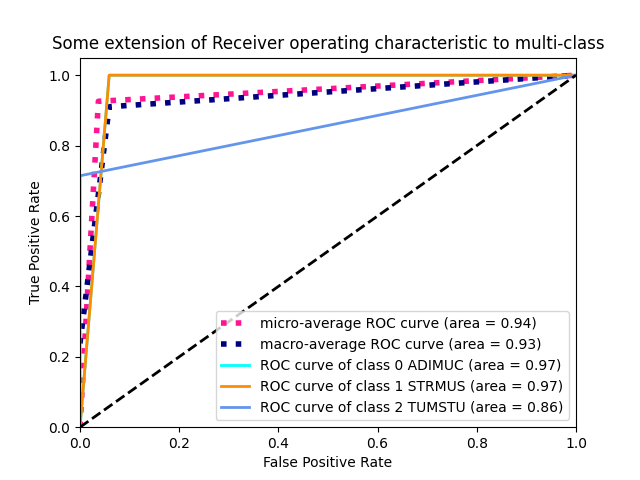 Some extension of Receiver operating characteristic to multi-class
1.0
0.8
0.6
0.4
0.2
0.0
True Positive Rate
micro-average ROC curve (area = 0.94)
macro-average ROC curve (area = 0.93)
ROC curve of class 0 ADIMUC (area = 0.97)
ROC curve of class 1 STRMUS (area = 0.97)
ROC curve of class 2 TUMSTU (area = 0.86)
0.0 0.2 0.4 0.6 0.8 1.0
False Positive Rate